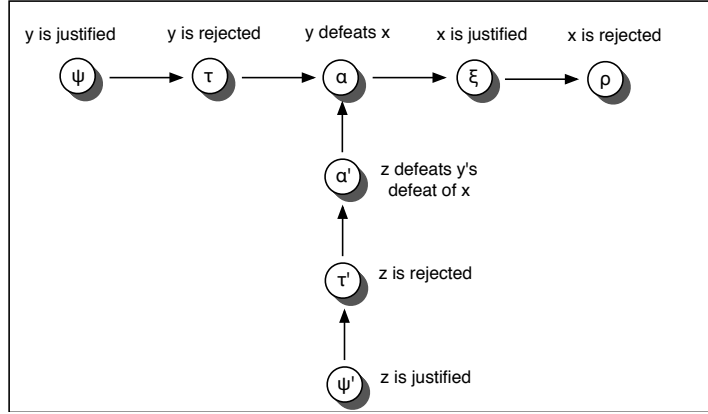 y is justified
y is rejected
y defeats x
x is justified
x is rejected
ψ
τ
α
ξ
ρ
α'
z defeats y's
defeat of x
τ'
z is rejected
ψ'
z is justified